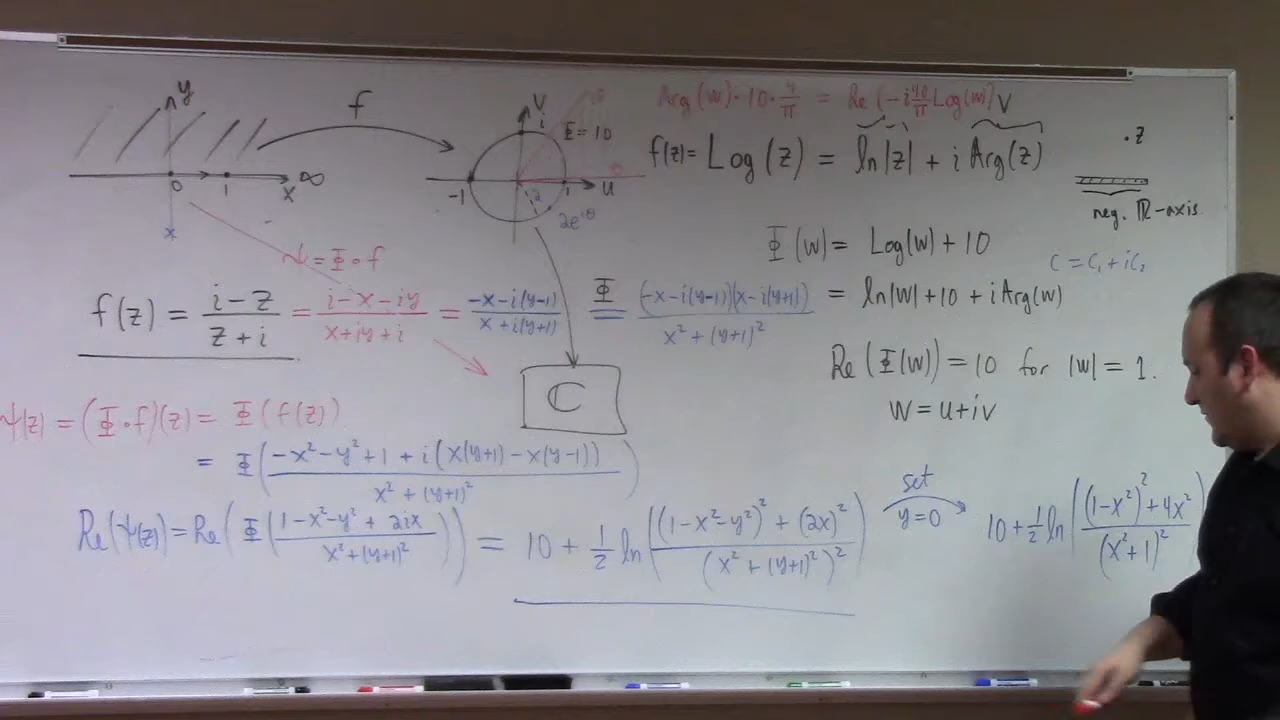 y
f
v
i
Φ = 10
0
1
x
∞
-1
1
u
2
2e^{iθ}
x
Arg(w)·10·4/π = Re(-i 40/π Log(w))
v
f(z) = Log(z) = ln|z| + i Arg(z)
·z
neg. ℝ-axis.
Φ(w) = Log(w) + 10
c = c₁ + ic₂
ψ = Φ∘f
f(z) = (i-z)/(z+i) = (i-x-iy)/(x+iy+i) = (-x-i(y-1))/(x+i(y+1)) = ((-x-i(y-1))(x-i(y+1)))/(x²+(y+1)²)
Φ
= ln|w| + 10 + i Arg(w)
Re(Φ(w)) = 10 for |w| = 1.
w = u+iv
C
ψ(z) = (Φ∘f)(z) = Φ(f(z))
= Φ((-x²-y²+1 + i(x(y+1) - x(y-1)))/(x²+(y+1)²))
Re(ψ(z)) = Re(Φ((1-x²-y² + 2ix)/(x²+(y+1)²))) = 10 + ½ ln(((1-x²-y²)² + (2x)²)/(x²+(y+1)²)²)
set
y=0
10 + ½ ln(((1-x²)² + 4x²)/(x²+1)²)